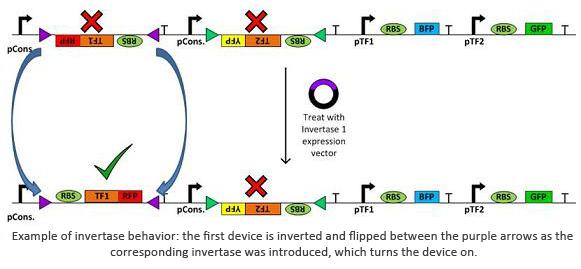 pCons.
RFP TF1 RBS
T
pCons.
YFP TF2 RBS
T
pTF1
RBS BFP T
pTF2
RBS GFP T
Treat with
Invertase 1
expression
vector
pCons.
RBS TF1 RFP
T
pCons.
YFP TF2 RBS
T
pTF1
RBS BFP T
pTF2
RBS GFP T
Example of invertase behavior: the first device is inverted and flipped between the purple arrows as the
corresponding invertase was introduced, which turns the device on.